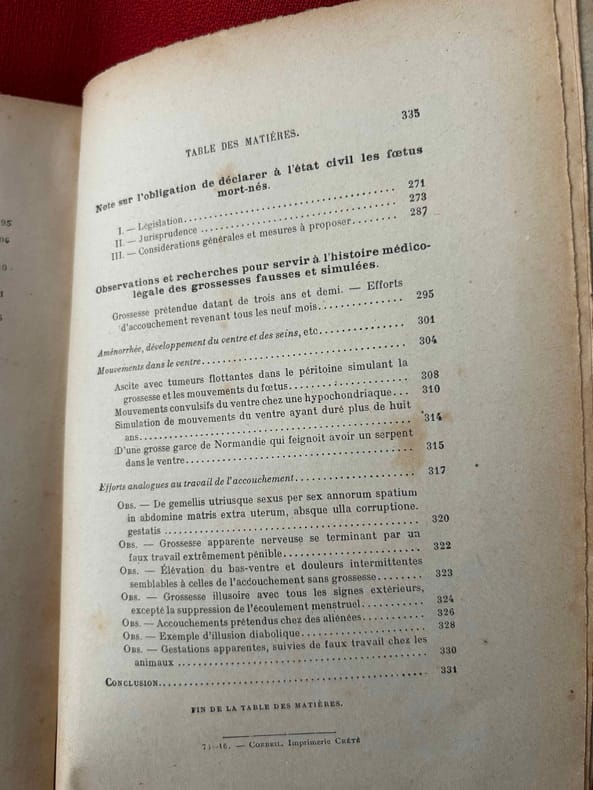 95
06
335
TABLE DES MATIÈRES.
Note sur l'obligation de déclarer à l'état civil les fœtus
mort-nés.
I. — Législation........ 271
II. — Jurisprudence........ 273
III. — Considérations générales et mesures à proposer........ 287
Observations et recherches pour servir à l'histoire médico-
légale des grossesses fausses et simulées.
Grossesse prétendue datant de trois ans et demi. — Efforts
d'accouchement revenant tous les neuf mois........ 295
Aménorrhée, développement du ventre et des seins, etc........ 301
Mouvements dans le ventre........ 304
Ascite avec tumeurs flottantes dans le péritoine simulant la
grossesse et les mouvements du fœtus........ 308
Mouvements convulsifs du ventre chez une hypochondriaque... 310
Simulation de mouvements du ventre ayant duré plus de huit
ans........ 314
D'une grosse garce de Normandie qui feignoit avoir un serpent
dans le ventre........ 315
Efforts analogues au travail de l'accouchement........ 317
Obs. — De gemellis utriusque sexus per sex annorum spatium
in abdomine matris extra uterum, absque ulla corruptione.
gestatis........ 320
Obs. — Grossesse apparente nerveuse se terminant par un
faux travail extrêmement pénible........ 322
Obs. — Élévation du bas-ventre et douleurs intermittentes
semblables à celles de l'accouchement sans grossesse........ 323
Obs. — Grossesse illusoire avec tous les signes extérieurs,
excepté la suppression de l'écoulement menstruel........ 324
Obs. — Accouchements prétendus chez des aliénées........ 326
Obs. — Exemple d'illusion diabolique........ 328
Obs. — Gestations apparentes, suivies de faux travail chez les
animaux........ 330
Conclusion........ 331
FIN DE LA TABLE DES MATIÈRES.
— Corbeil. Imprimerie Crété